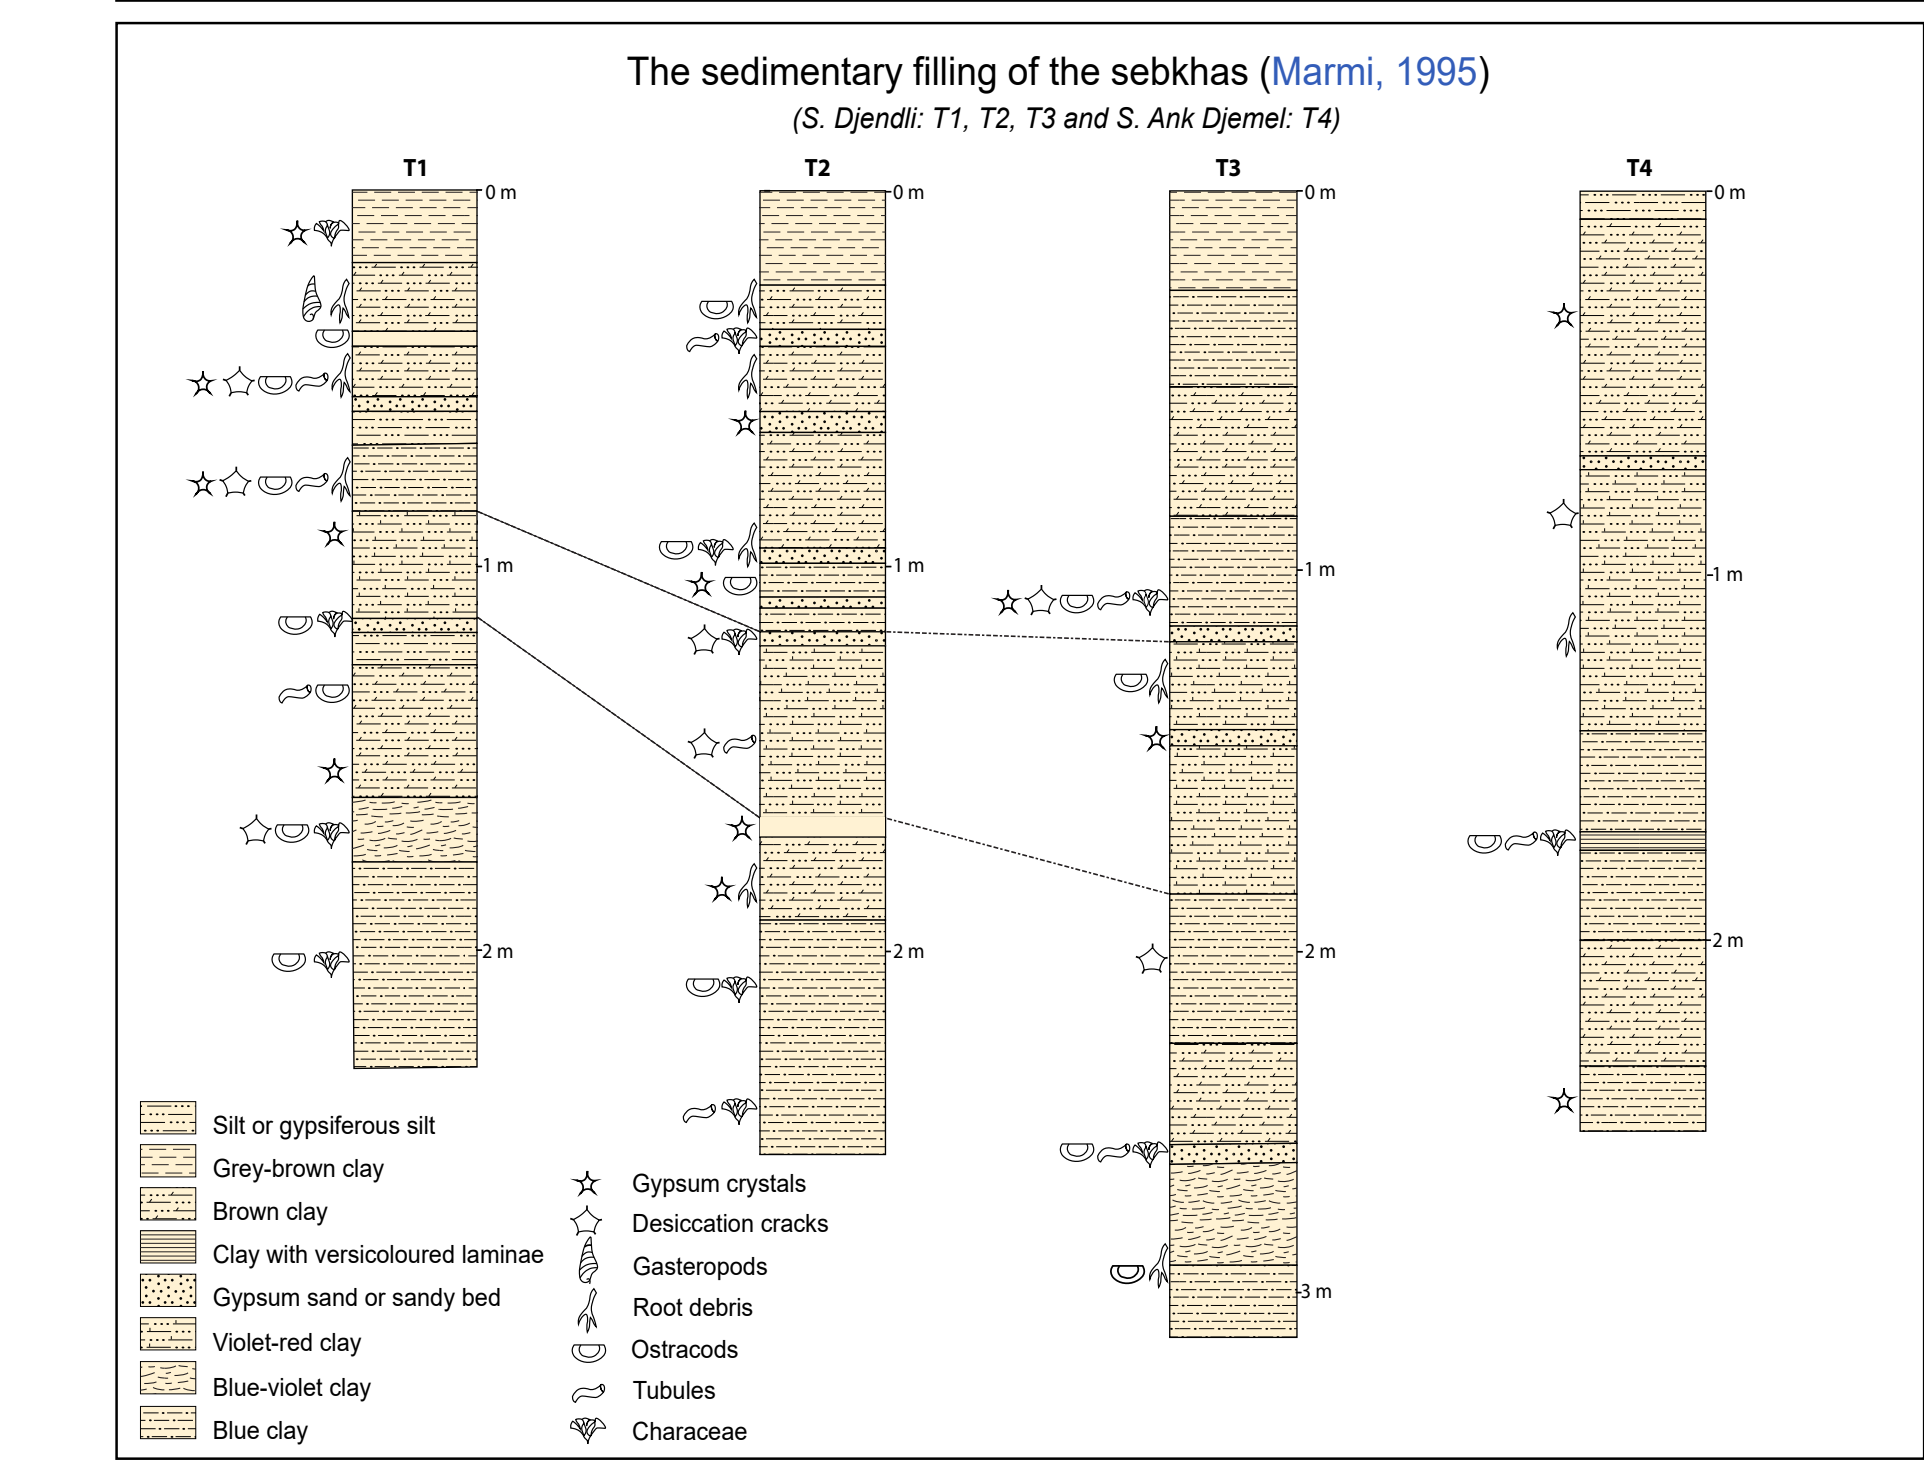 The sedimentary filling of the sebkhas (Marmi, 1995)
(S. Djendli: T1, T2, T3 and S. Ank Djemel: T4)
T1
T2
T3
T4
0 m
0 m
0 m
0 m
1 m
1 m
1 m
1 m
2 m
2 m
2 m
2 m
3 m
Silt or gypsiferous silt
Grey-brown clay
Brown clay
Clay with versicoloured laminae
Gypsum sand or sandy bed
Violet-red clay
Blue-violet clay
Blue clay
Gypsum crystals
Desiccation cracks
Gasteropods
Root debris
Ostracods
Tubules
Characeae